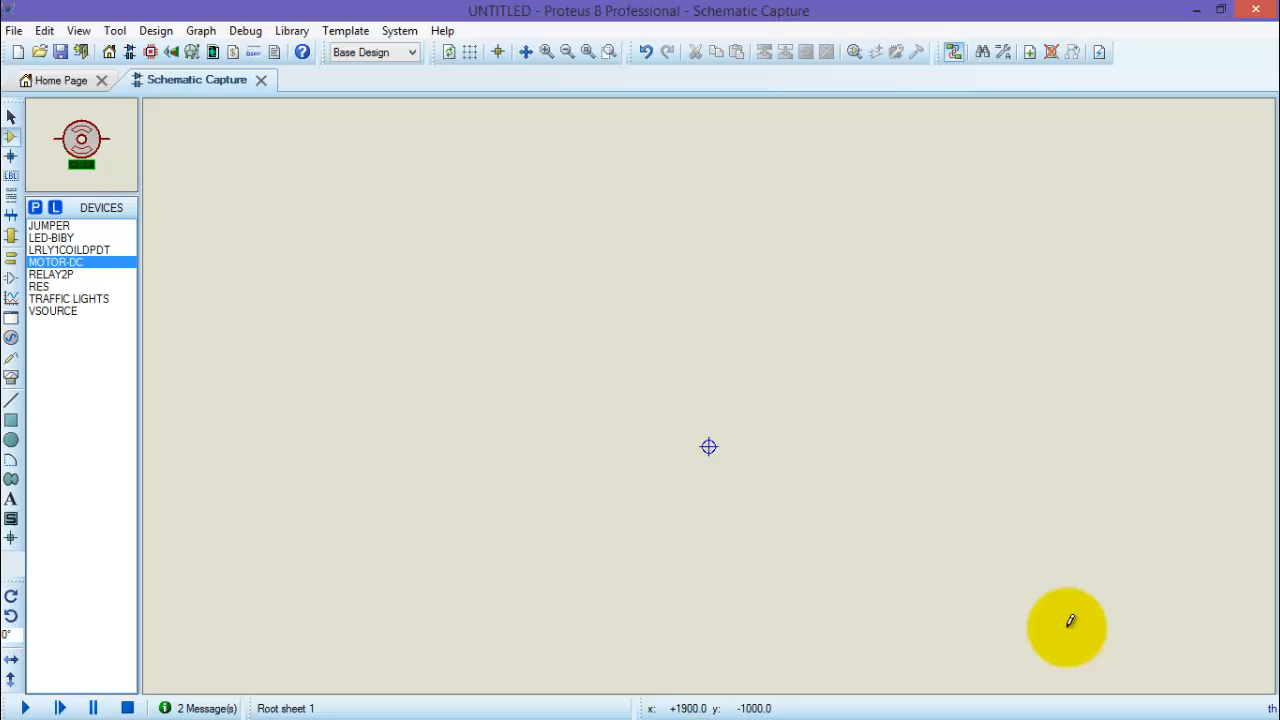 UNTITLED - Proteus 8 Professional - Schematic Capture
File Edit View Tool Design Graph Debug Library Template System Help
Base Design
Home Page Schematic Capture
P L DEVICES
JUMPER
LED-BIBY
LRLY1COILDPDT
MOTOR-DC
RELAY2P
RES
TRAFFIC LIGHTS
VSOURCE
LBL
A
S
0°
2 Message(s) Root sheet 1 x: +1900.0 y: -1000.0 th